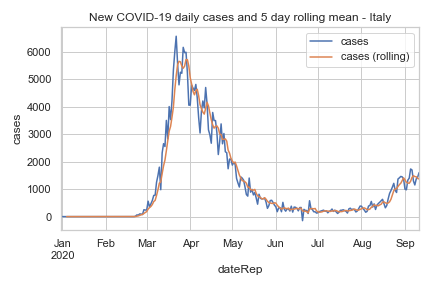 New COVID-19 daily cases and 5 day rolling mean - Italy
cases
cases (rolling)
6000
5000
4000
3000
2000
1000
0
cases
Jan Feb Mar Apr May Jun Jul Aug Sep
2020
dateRep